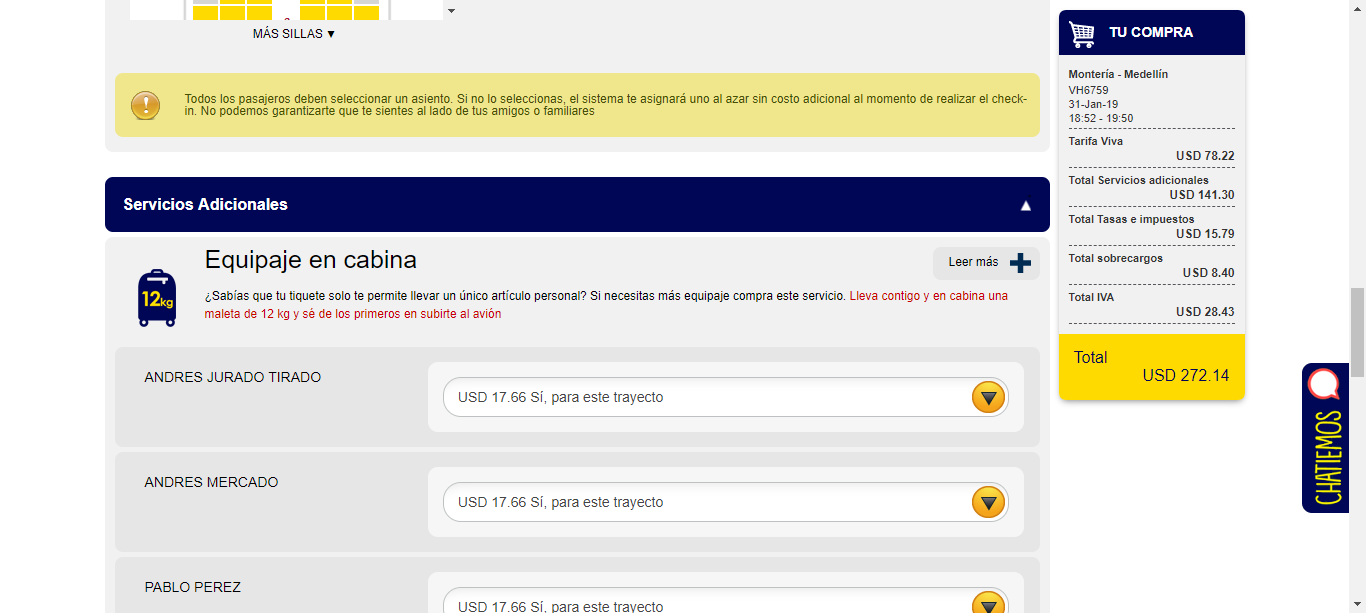 MÁS SILLAS ▼
Todos los pasajeros deben seleccionar un asiento. Si no lo seleccionas, el sistema te asignará uno al azar sin costo adicional al momento de realizar el check-
in. No podemos garantizarte que te sientes al lado de tus amigos o familiares
Servicios Adicionales ▲
Equipaje en cabina
Leer más
12kg
¿Sabías que tu tiquete solo te permite llevar un único artículo personal? Si necesitas más equipaje compra este servicio. Lleva contigo y en cabina una
maleta de 12 kg y sé de los primeros en subirte al avión
ANDRES JURADO TIRADO
USD 17.66 Sí, para este trayecto
ANDRES MERCADO
USD 17.66 Sí, para este trayecto
PABLO PEREZ
USD 17.66 Sí, para este trayecto
TU COMPRA
Montería - Medellín
VH6759
31-Jan-19
18:52 - 19:50
Tarifa Viva
USD 78.22
Total Servicios adicionales
USD 141.30
Total Tasas e impuestos
USD 15.79
Total sobrecargos
USD 8.40
Total IVA
USD 28.43
Total
USD 272.14
CHATIEMOS